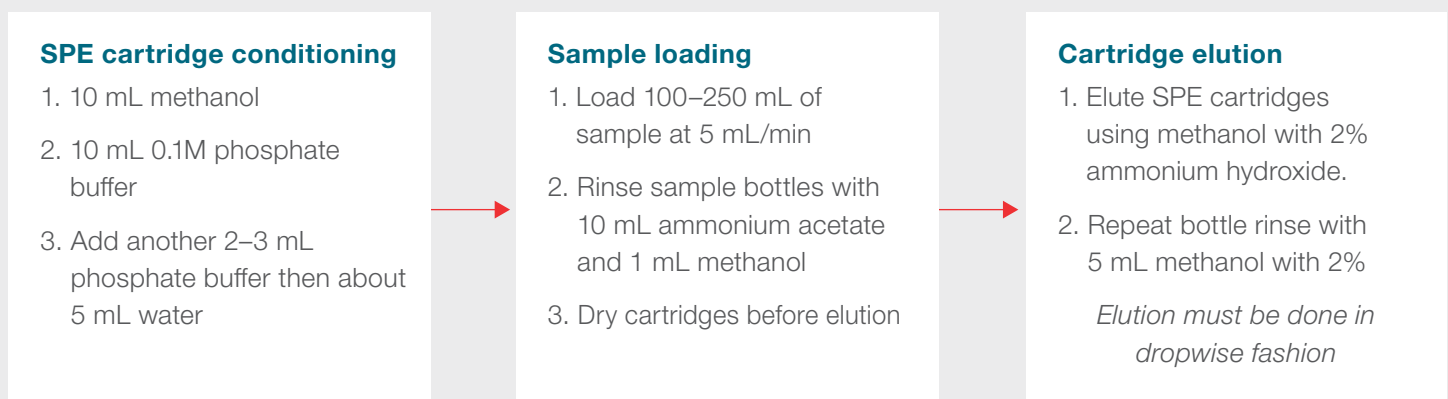 SPE cartridge conditioning
1. 10 mL methanol
2. 10 mL 0.1M phosphate
buffer
3. Add another 2–3 mL
phosphate buffer then about
5 mL water
Sample loading
1. Load 100–250 mL of
sample at 5 mL/min
2. Rinse sample bottles with
10 mL ammonium acetate
and 1 mL methanol
3. Dry cartridges before elution
Cartridge elution
1. Elute SPE cartridges
using methanol with 2%
ammonium hydroxide.
2. Repeat bottle rinse with
5 mL methanol with 2%
Elution must be done in
dropwise fashion